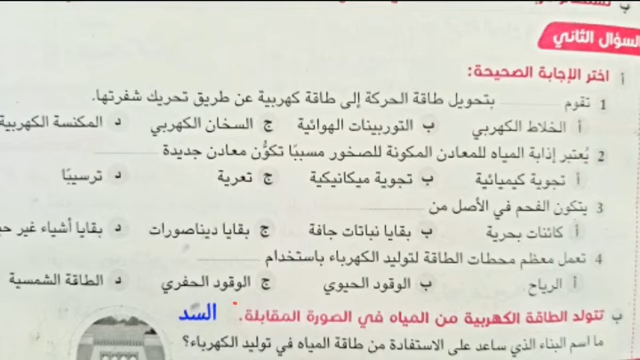 السؤال الثاني
أ اختر الإجابة الصحيحة:
1 تقوم ........ بتحويل طاقة الحركة إلى طاقة كهربية عن طريق تحريك شفرتها.
أ الخلاط الكهربي ب التوربينات الهوائية ج السخان الكهربي د المكنسة الكهربية
2 يُعتبر إذابة المياه للمعادن المكونة للصخور مسببًا تكوُّن معادن جديدة ........
أ تجوية كيميائية ب تجوية ميكانيكية ج تعرية د ترسيبًا
3 يتكون الفحم في الأصل من ........
أ كائنات بحرية ب بقايا نباتات جافة ج بقايا ديناصورات د بقايا أشياء غير
4 تعمل معظم محطات الطاقة لتوليد الكهرباء باستخدام ........
أ الرياح ب الوقود الحيوي ج الوقود الحفري د الطاقة الشمسية
ب تتولد الطاقة الكهربية من المياه في الصورة المقابلة. السد
ما اسم البناء الذي ساعد على الاستفادة من طاقة المياه في توليد الكهرباء؟